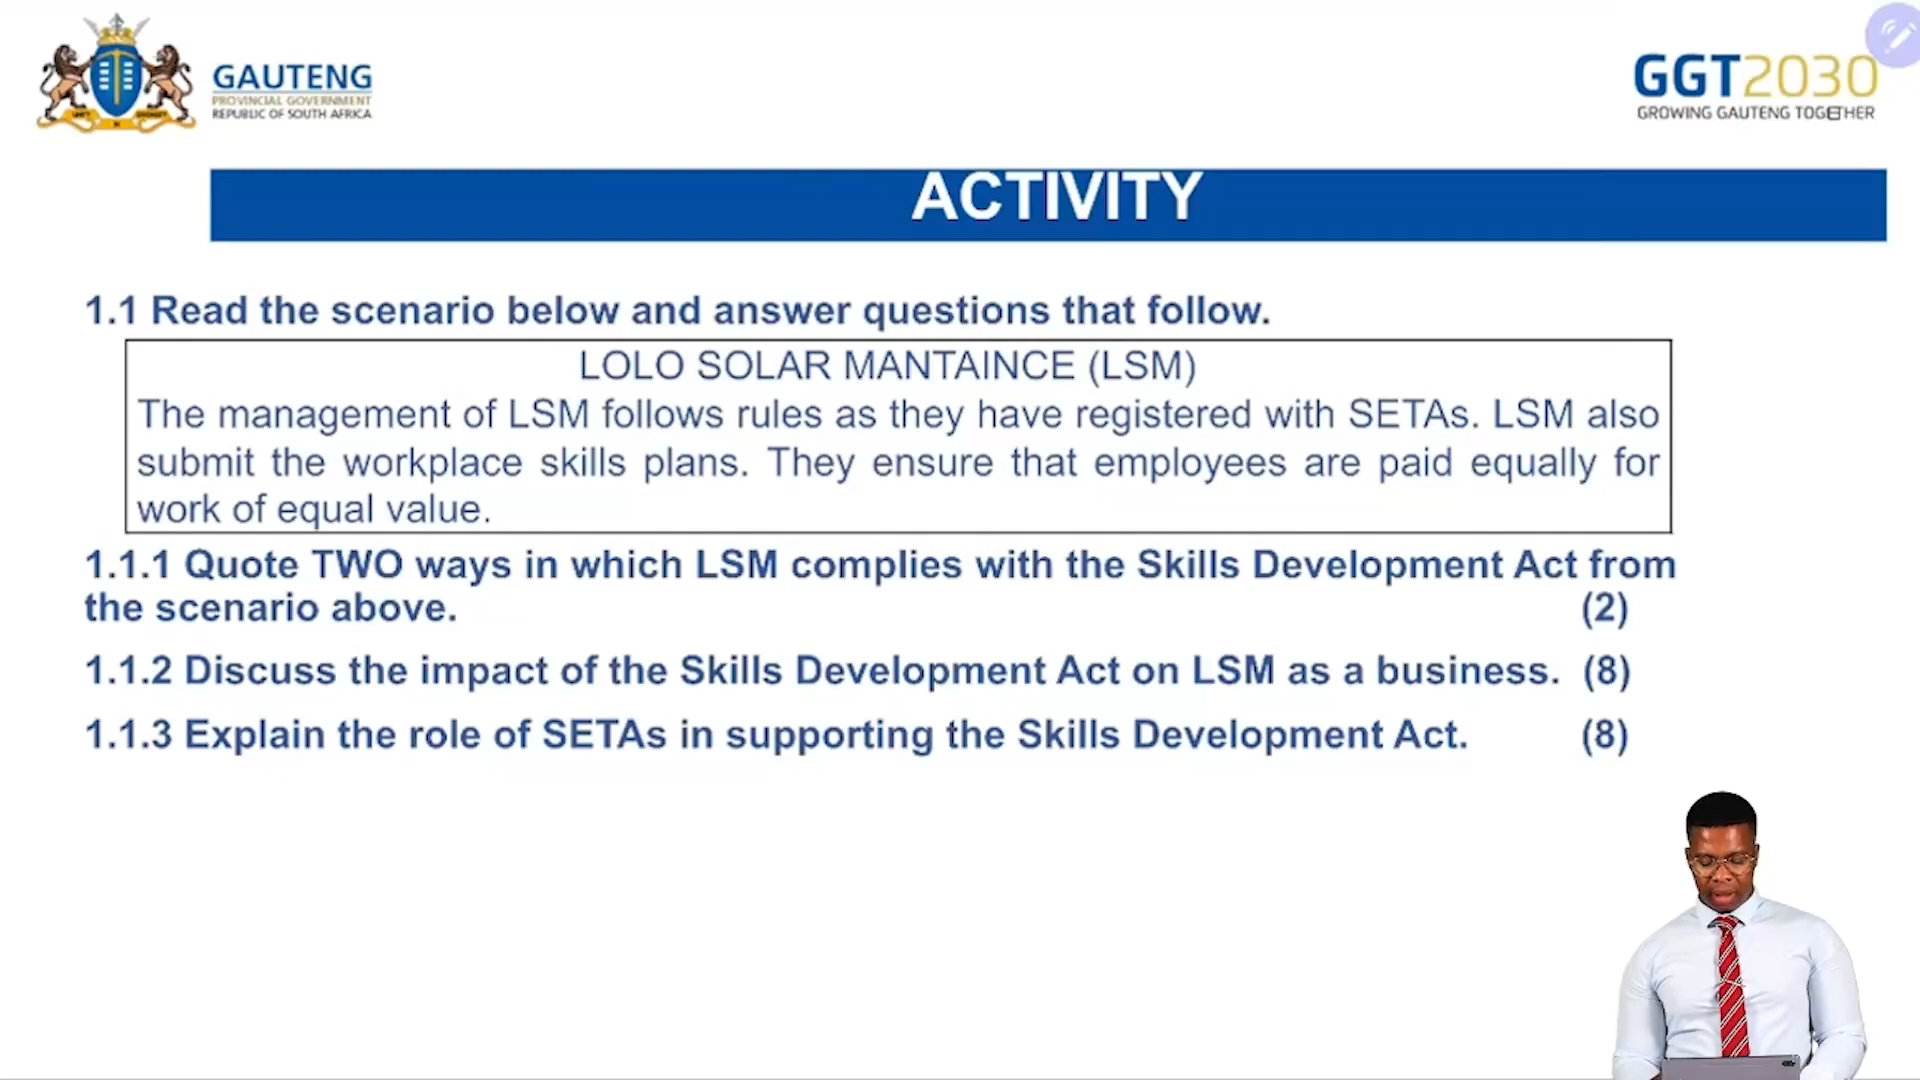 GAUTENG
PROVINCIAL GOVERNMENT
REPUBLIC OF SOUTH AFRICA
GGT2030
GROWING GAUTENG TOGETHER
ACTIVITY
1.1 Read the scenario below and answer questions that follow.
LOLO SOLAR MANTAINCE (LSM)
The management of LSM follows rules as they have registered with SETAs. LSM also
submit the workplace skills plans. They ensure that employees are paid equally for
work of equal value.
1.1.1 Quote TWO ways in which LSM complies with the Skills Development Act from
the scenario above. (2)
1.1.2 Discuss the impact of the Skills Development Act on LSM as a business. (8)
1.1.3 Explain the role of SETAs in supporting the Skills Development Act. (8)